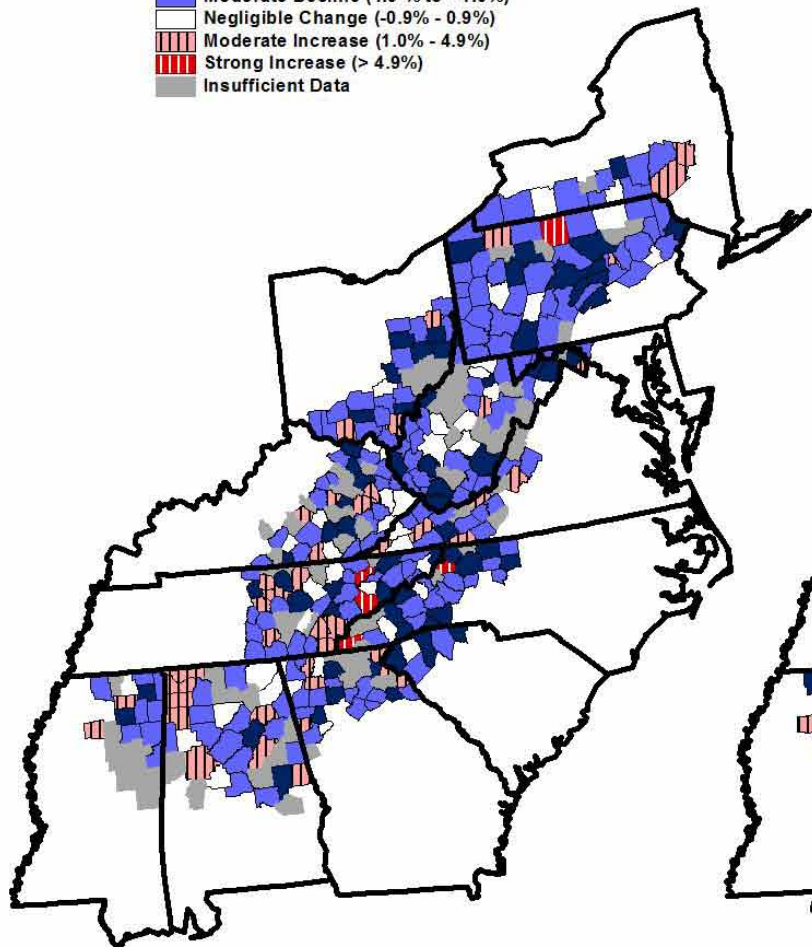 Negligible Change (-0.9% - 0.9%)
Moderate Increase (1.0% - 4.9%)
Strong Increase (> 4.9%)
Insufficient Data